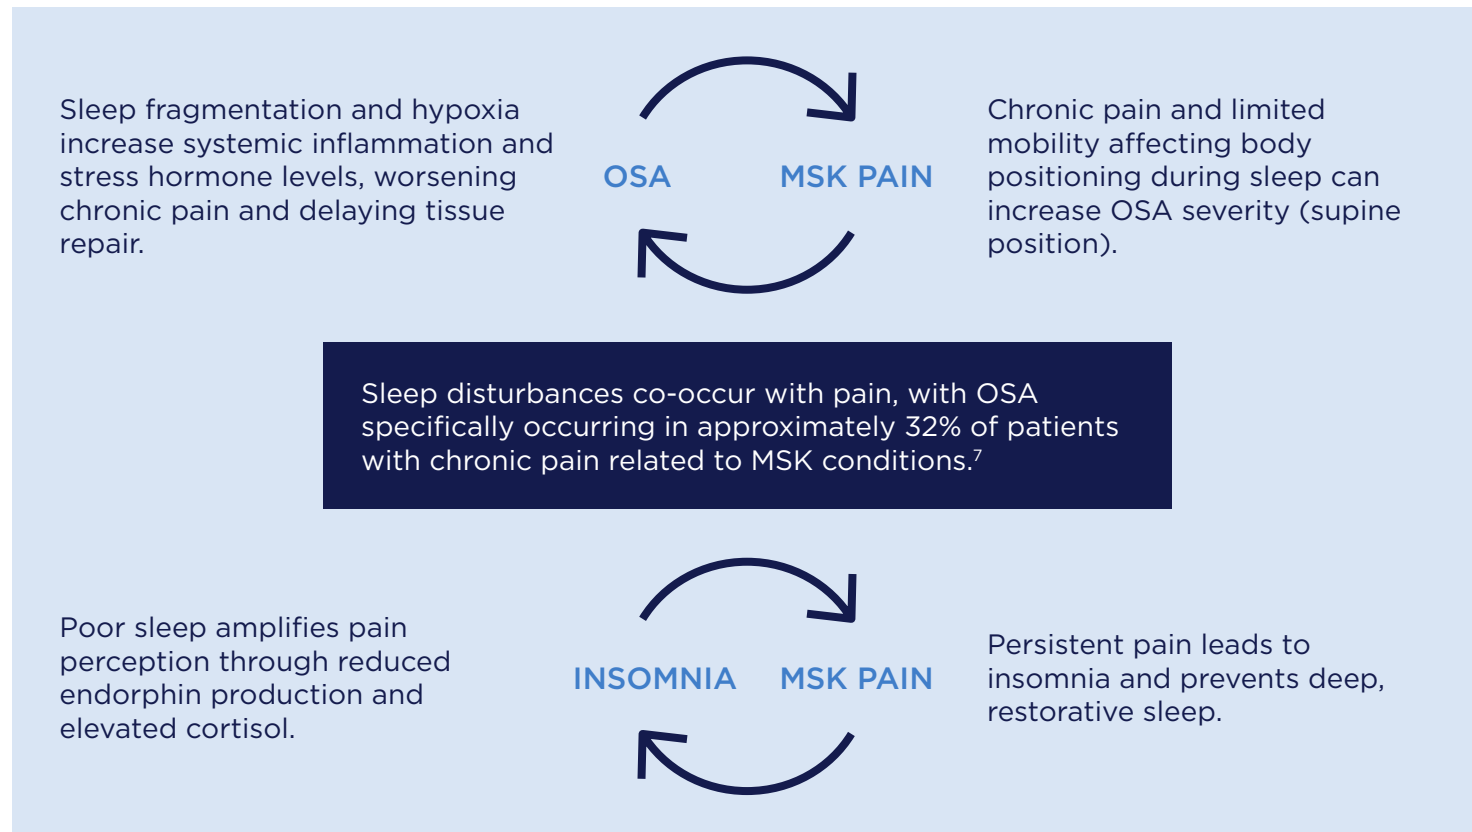 Sleep fragmentation and hypoxia
increase systemic inflammation and
stress hormone levels, worsening
chronic pain and delaying tissue
repair.
OSA
MSK PAIN
Chronic pain and limited
mobility affecting body
positioning during sleep can
increase OSA severity (supine
position).
Sleep disturbances co-occur with pain, with OSA
specifically occurring in approximately 32% of patients
with chronic pain related to MSK conditions.⁷
Poor sleep amplifies pain
perception through reduced
endorphin production and
elevated cortisol.
INSOMNIA
MSK PAIN
Persistent pain leads to
insomnia and prevents deep,
restorative sleep.